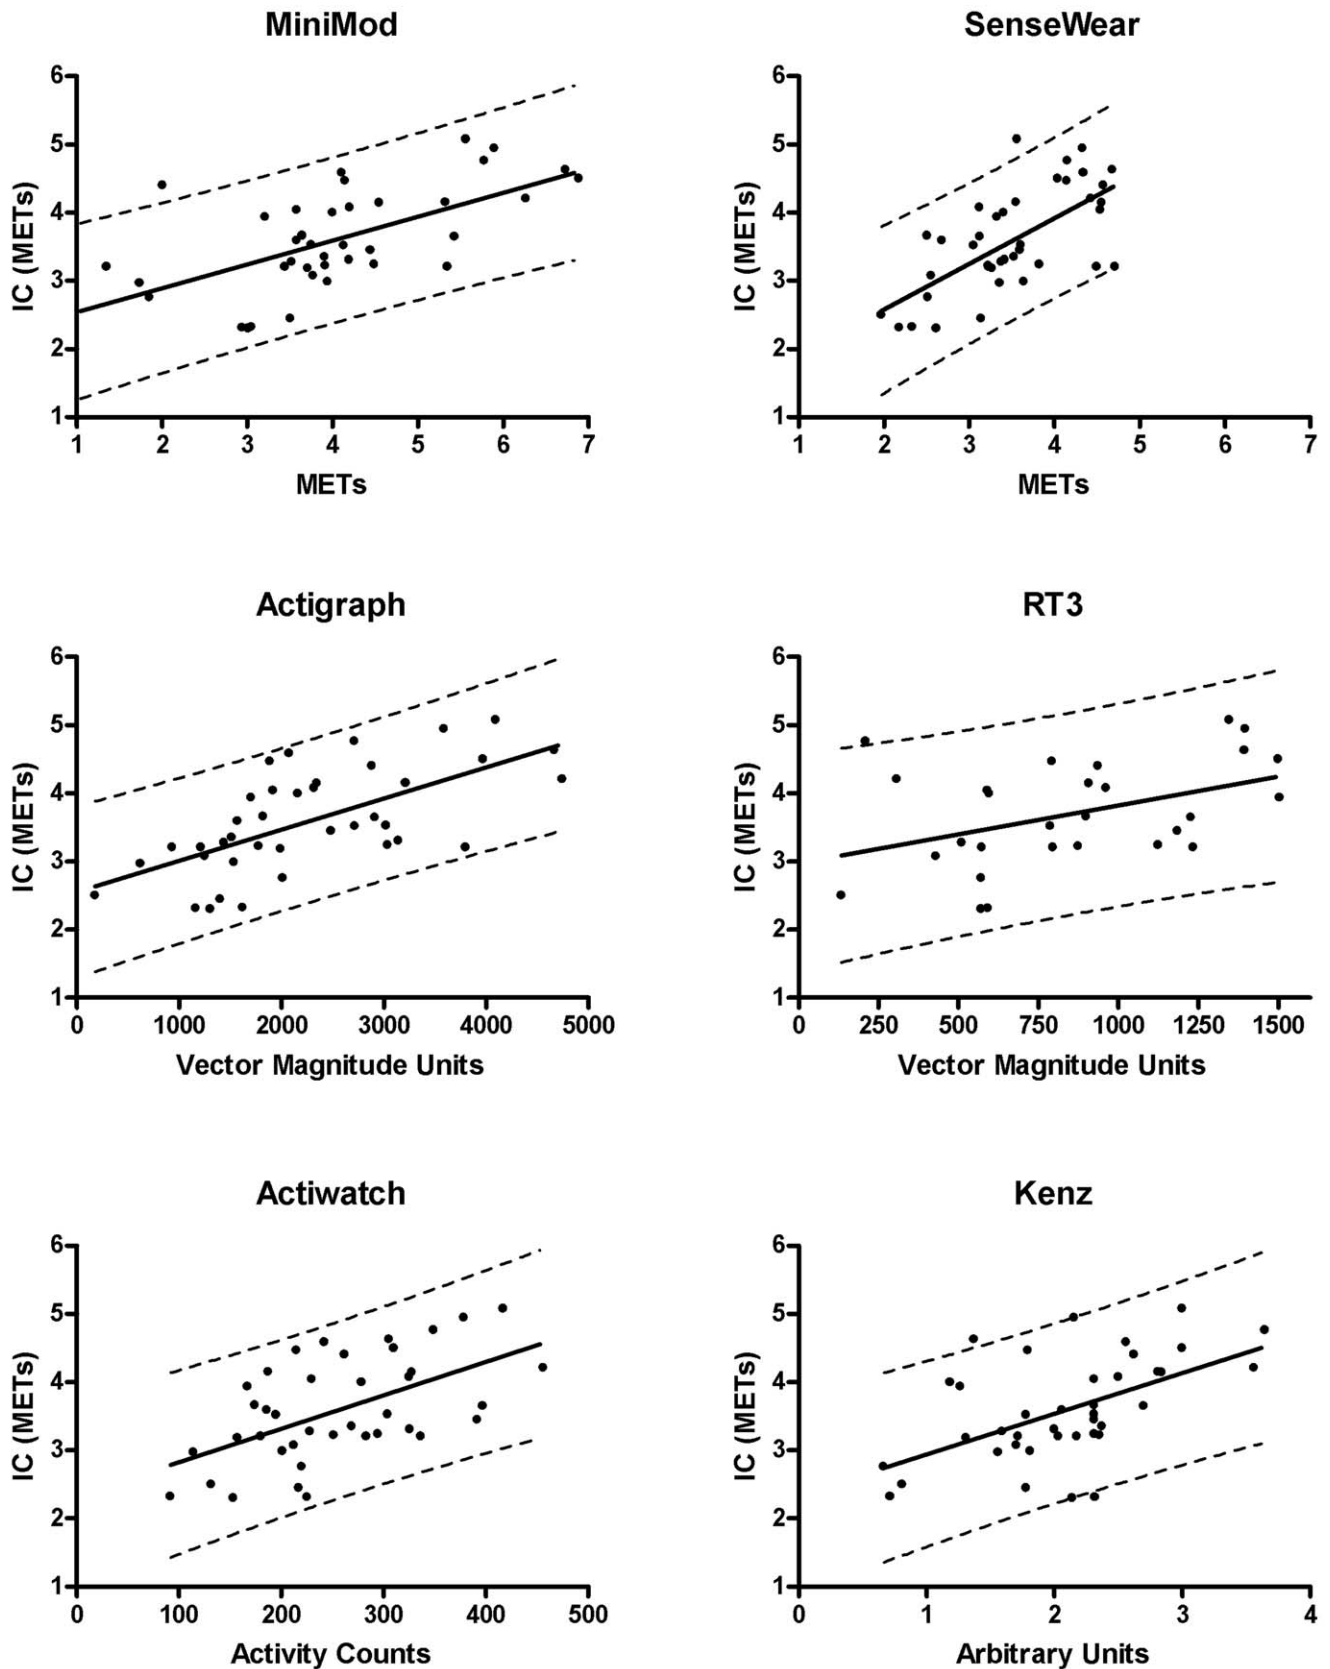 MiniMod
SenseWear
6
5
4
3
2
1
IC (METs)
1 2 3 4 5 6 7
METs
6
5
4
3
2
1
IC (METs)
1 2 3 4 5 6 7
METs
Actigraph
RT3
6
5
4
3
2
1
IC (METs)
0 1000 2000 3000 4000 5000
Vector Magnitude Units
6
5
4
3
2
1
IC (METs)
0 250 500 750 1000 1250 1500
Vector Magnitude Units
Actiwatch
Kenz
6
5
4
3
2
1
IC (METs)
0 100 200 300 400 500
Activity Counts
6
5
4
3
2
1
IC (METs)
0 1 2 3 4
Arbitrary Units